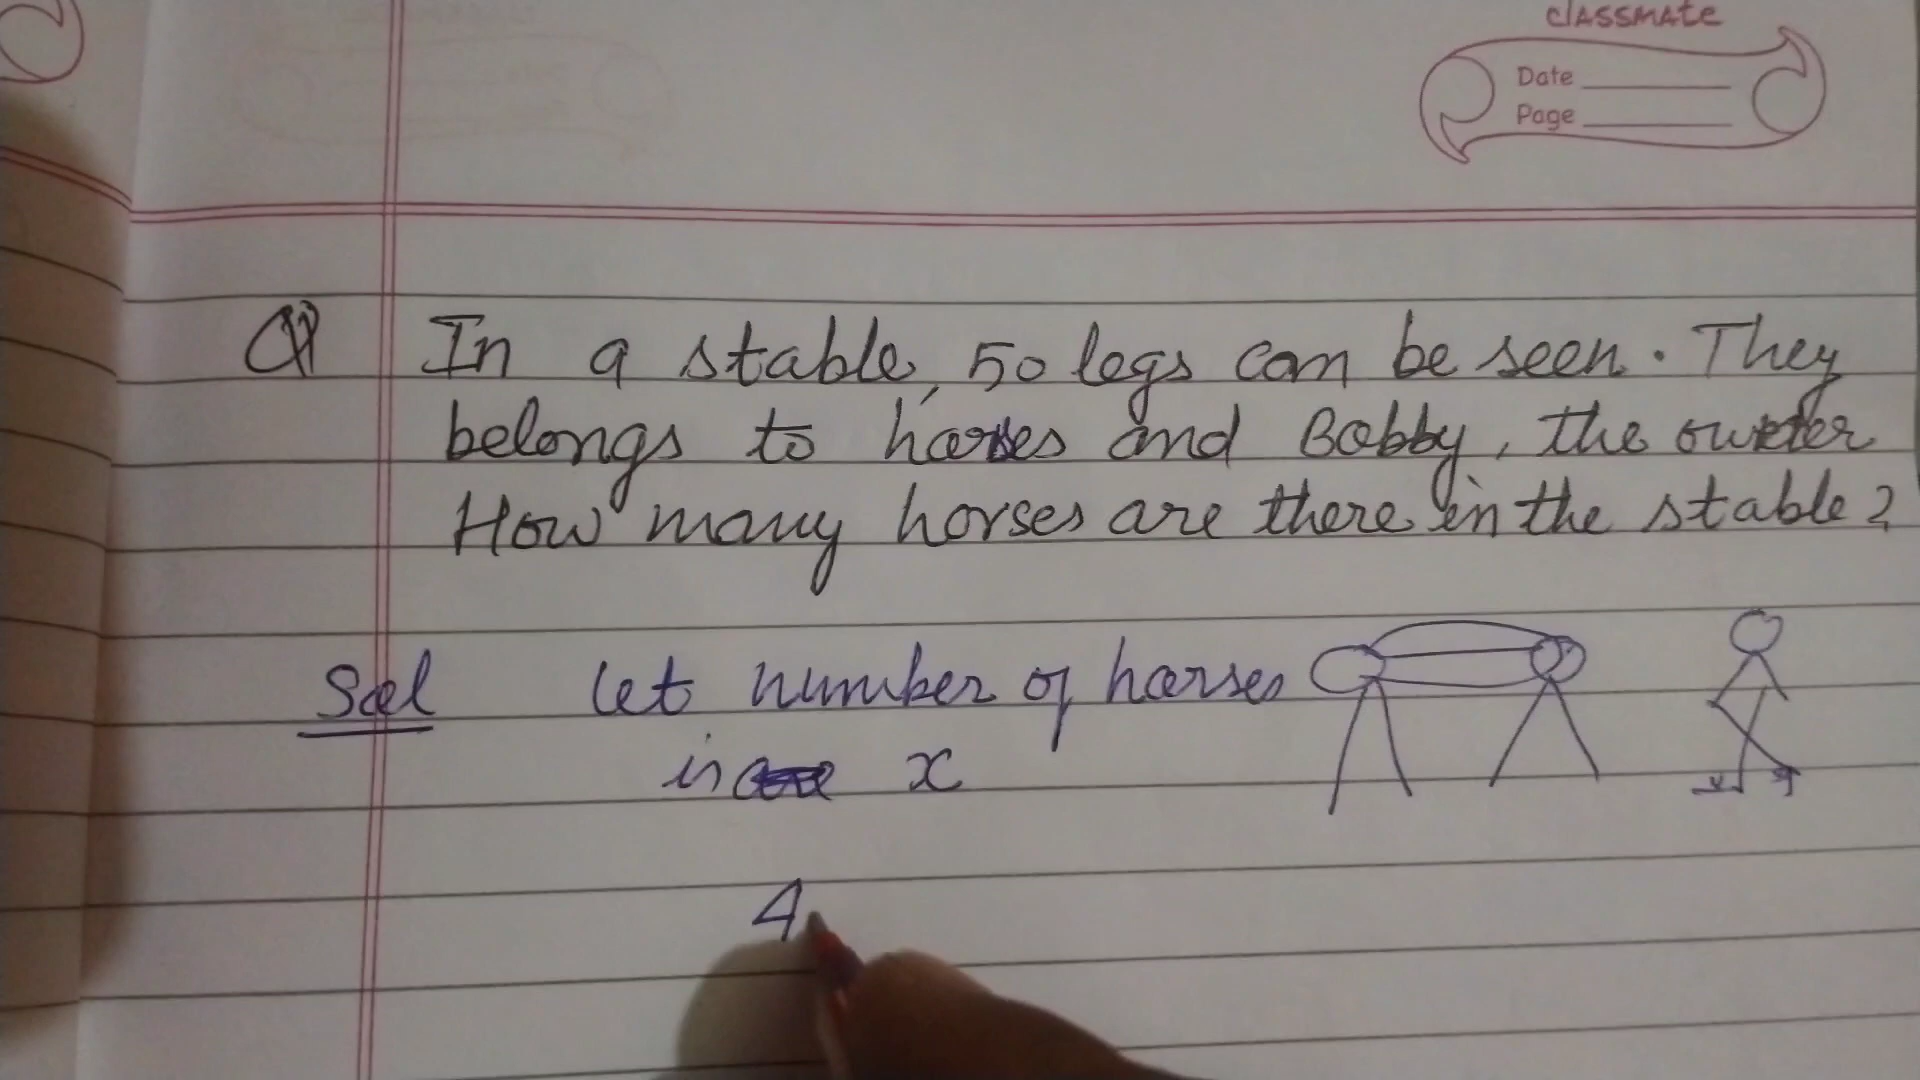 classmate
Date
Page
Q In a stable, 50 legs can be seen. They
belongs to horses and Bobby, the owner
How many horses are there in the stable?
Sol let number of horses
is x
4